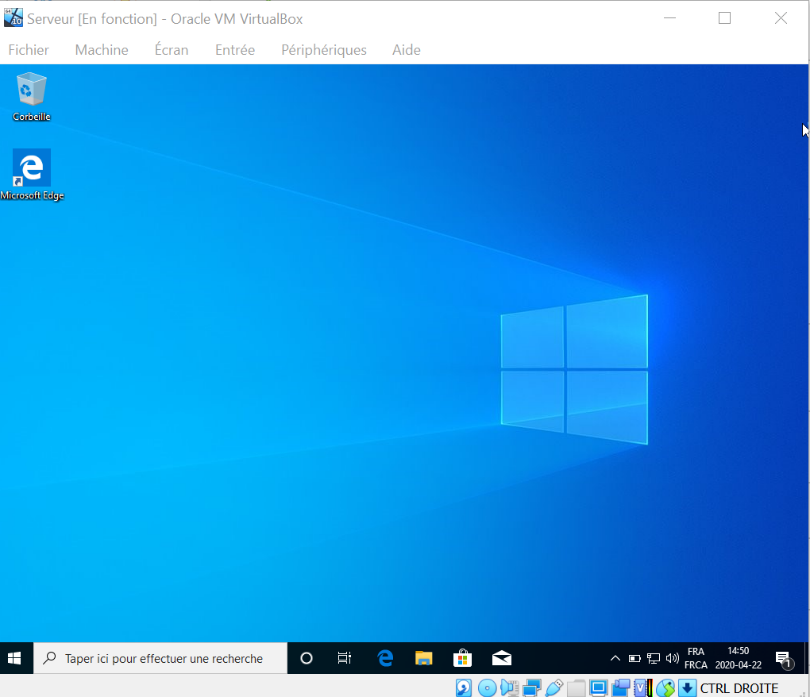 Serveur [En fonction] - Oracle VM VirtualBox
Fichier Machine Écran Entrée Périphériques Aide
Corbeille
Microsoft Edge
Taper ici pour effectuer une recherche
FRA 14:50
FRCA 2020-04-22
1
CTRL DROITE